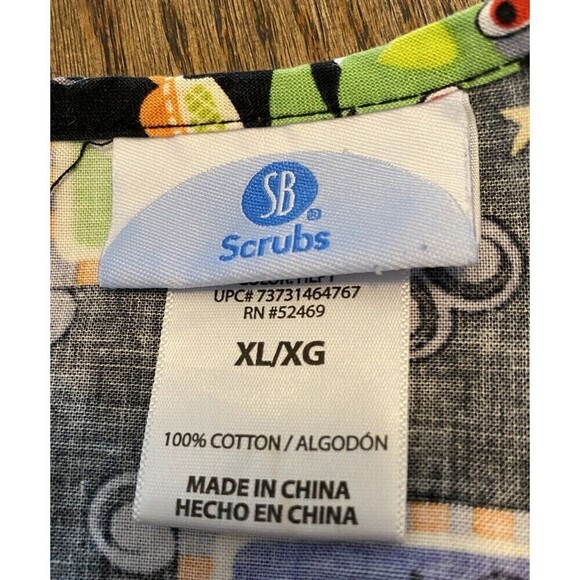 SB
®
Scrubs
UPC# 73731464767
RN #52469
XL/XG
100% COTTON / ALGODÓN
MADE IN CHINA
HECHO EN CHINA